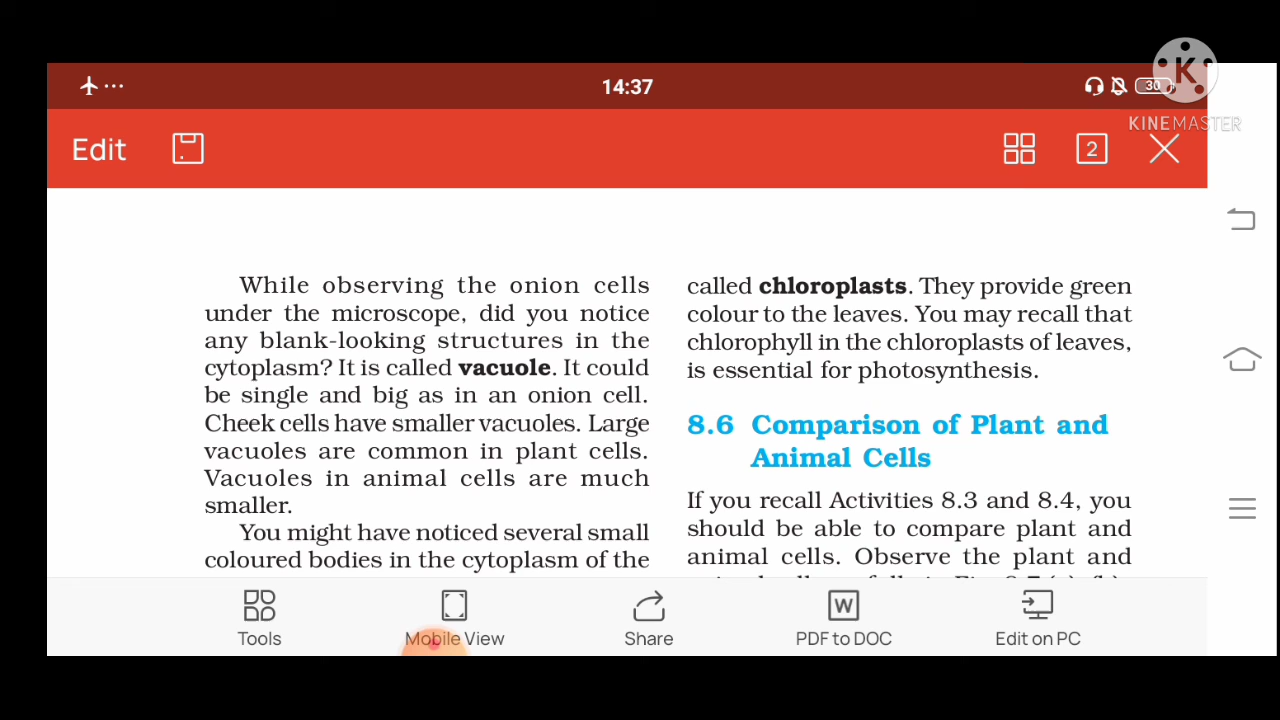 14:37
30
KINEMASTER
Edit
2
While observing the onion cells
under the microscope, did you notice
any blank-looking structures in the
cytoplasm? It is called vacuole. It could
be single and big as in an onion cell.
Cheek cells have smaller vacuoles. Large
vacuoles are common in plant cells.
Vacuoles in animal cells are much
smaller.
You might have noticed several small
coloured bodies in the cytoplasm of the
called chloroplasts. They provide green
colour to the leaves. You may recall that
chlorophyll in the chloroplasts of leaves,
is essential for photosynthesis.
8.6 Comparison of Plant and
Animal Cells
If you recall Activities 8.3 and 8.4, you
should be able to compare plant and
animal cells. Observe the plant and
Tools
Mobile View
Share
PDF to DOC
Edit on PC